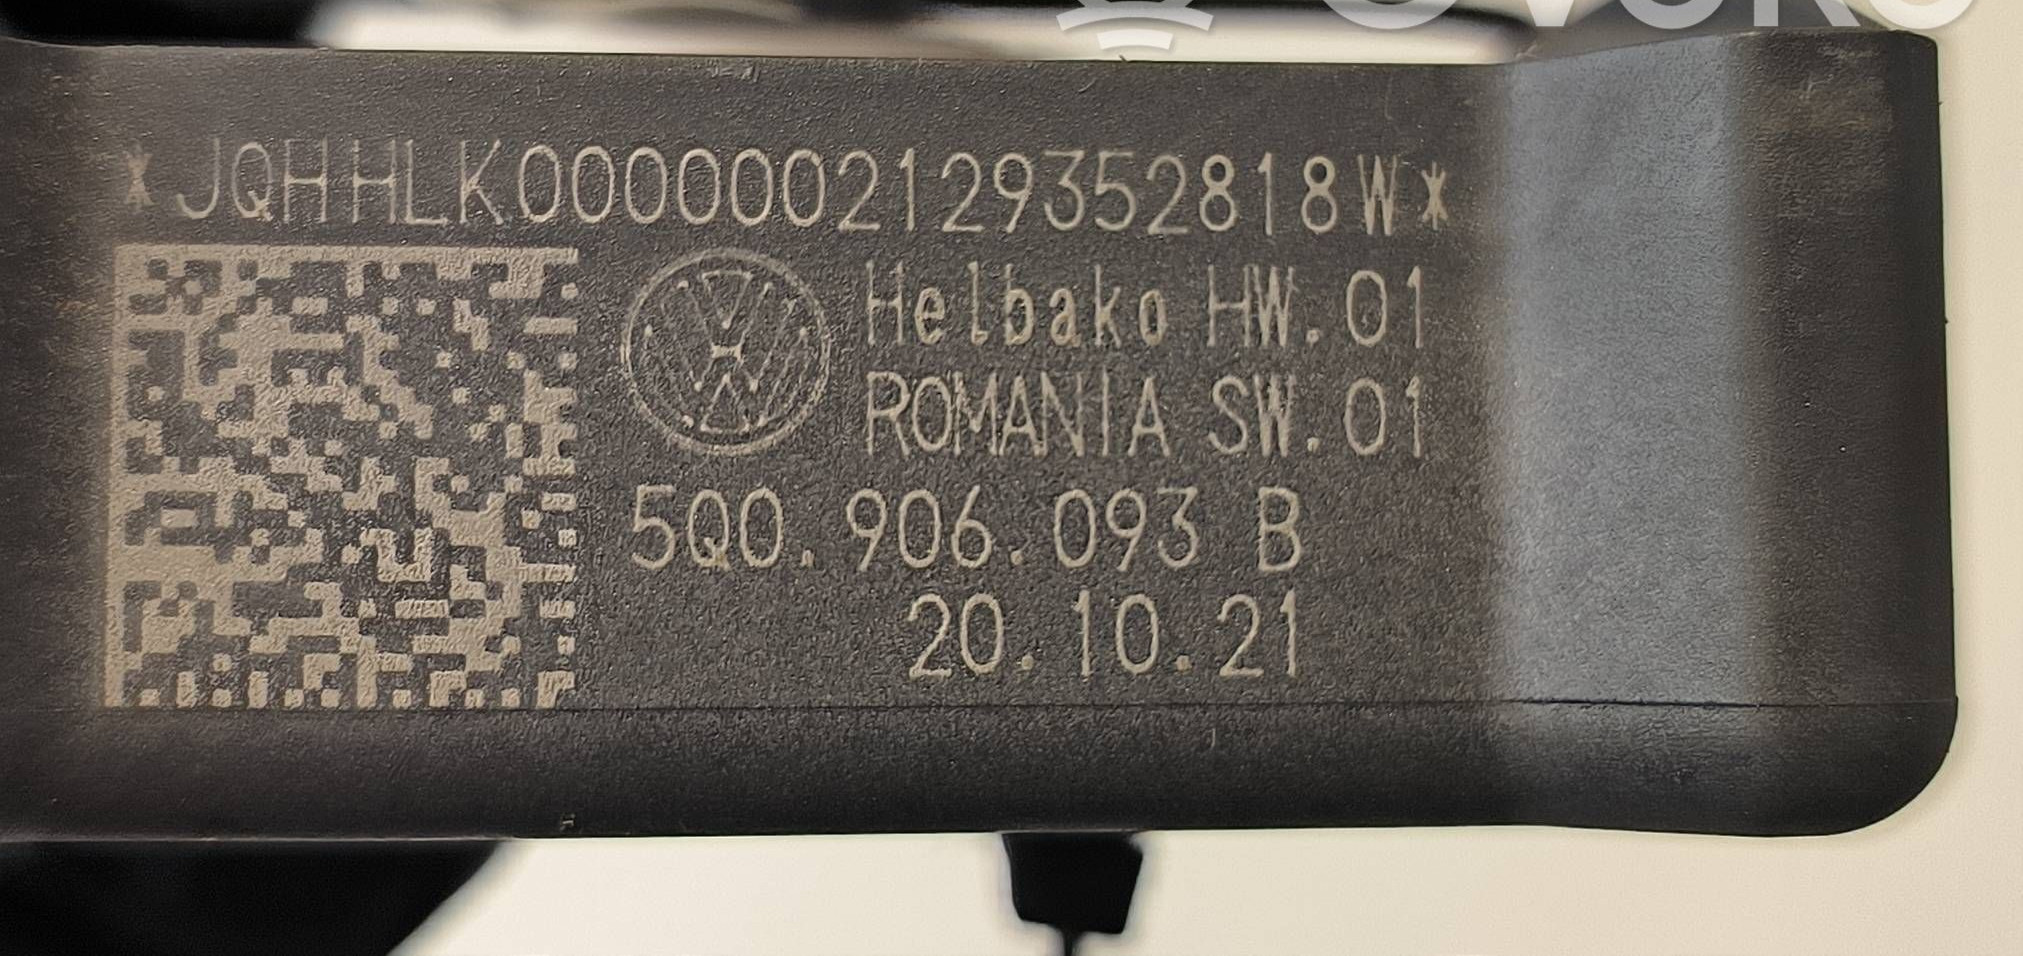 *JQHHLK0000002129352818W*
Helbako HW.01
ROMANIA SW.01
5Q0.906.093 B
20.10.21